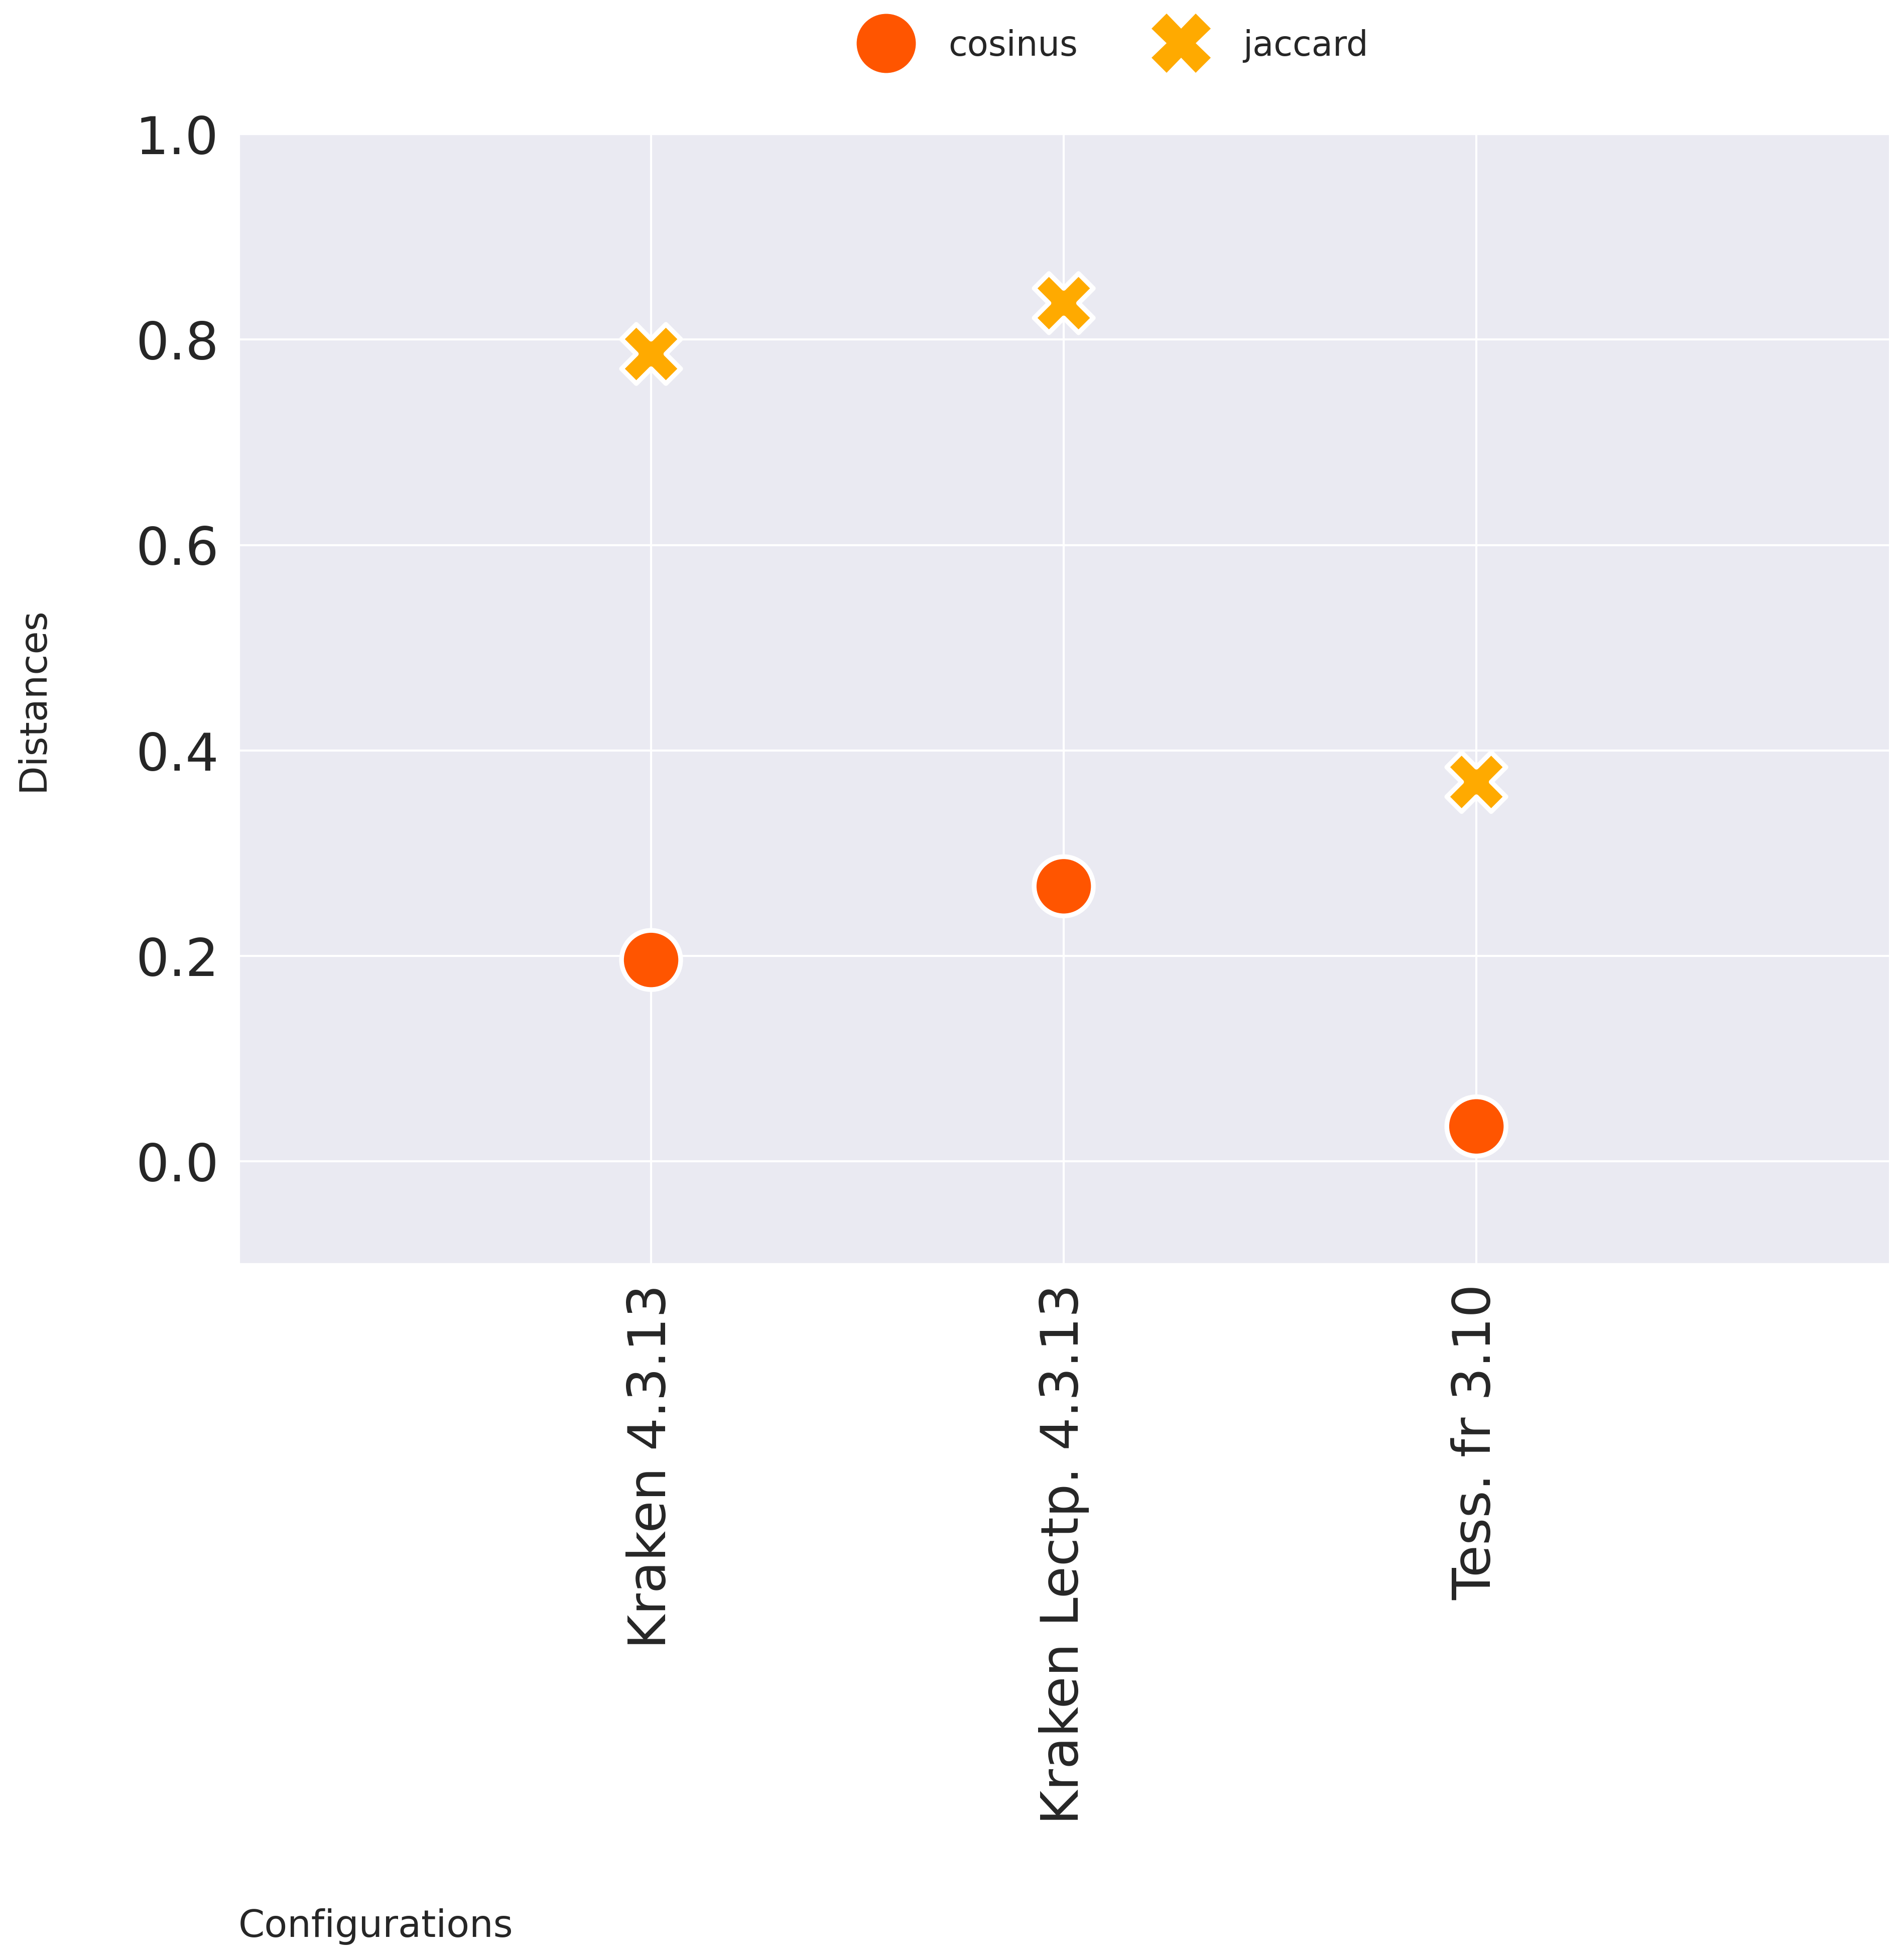 cosinus jaccard
1.0
0.8
0.6
0.4
0.2
0.0
Distances
Kraken 4.3.13
Kraken Lectp. 4.3.13
Tess. fr 3.10
Configurations